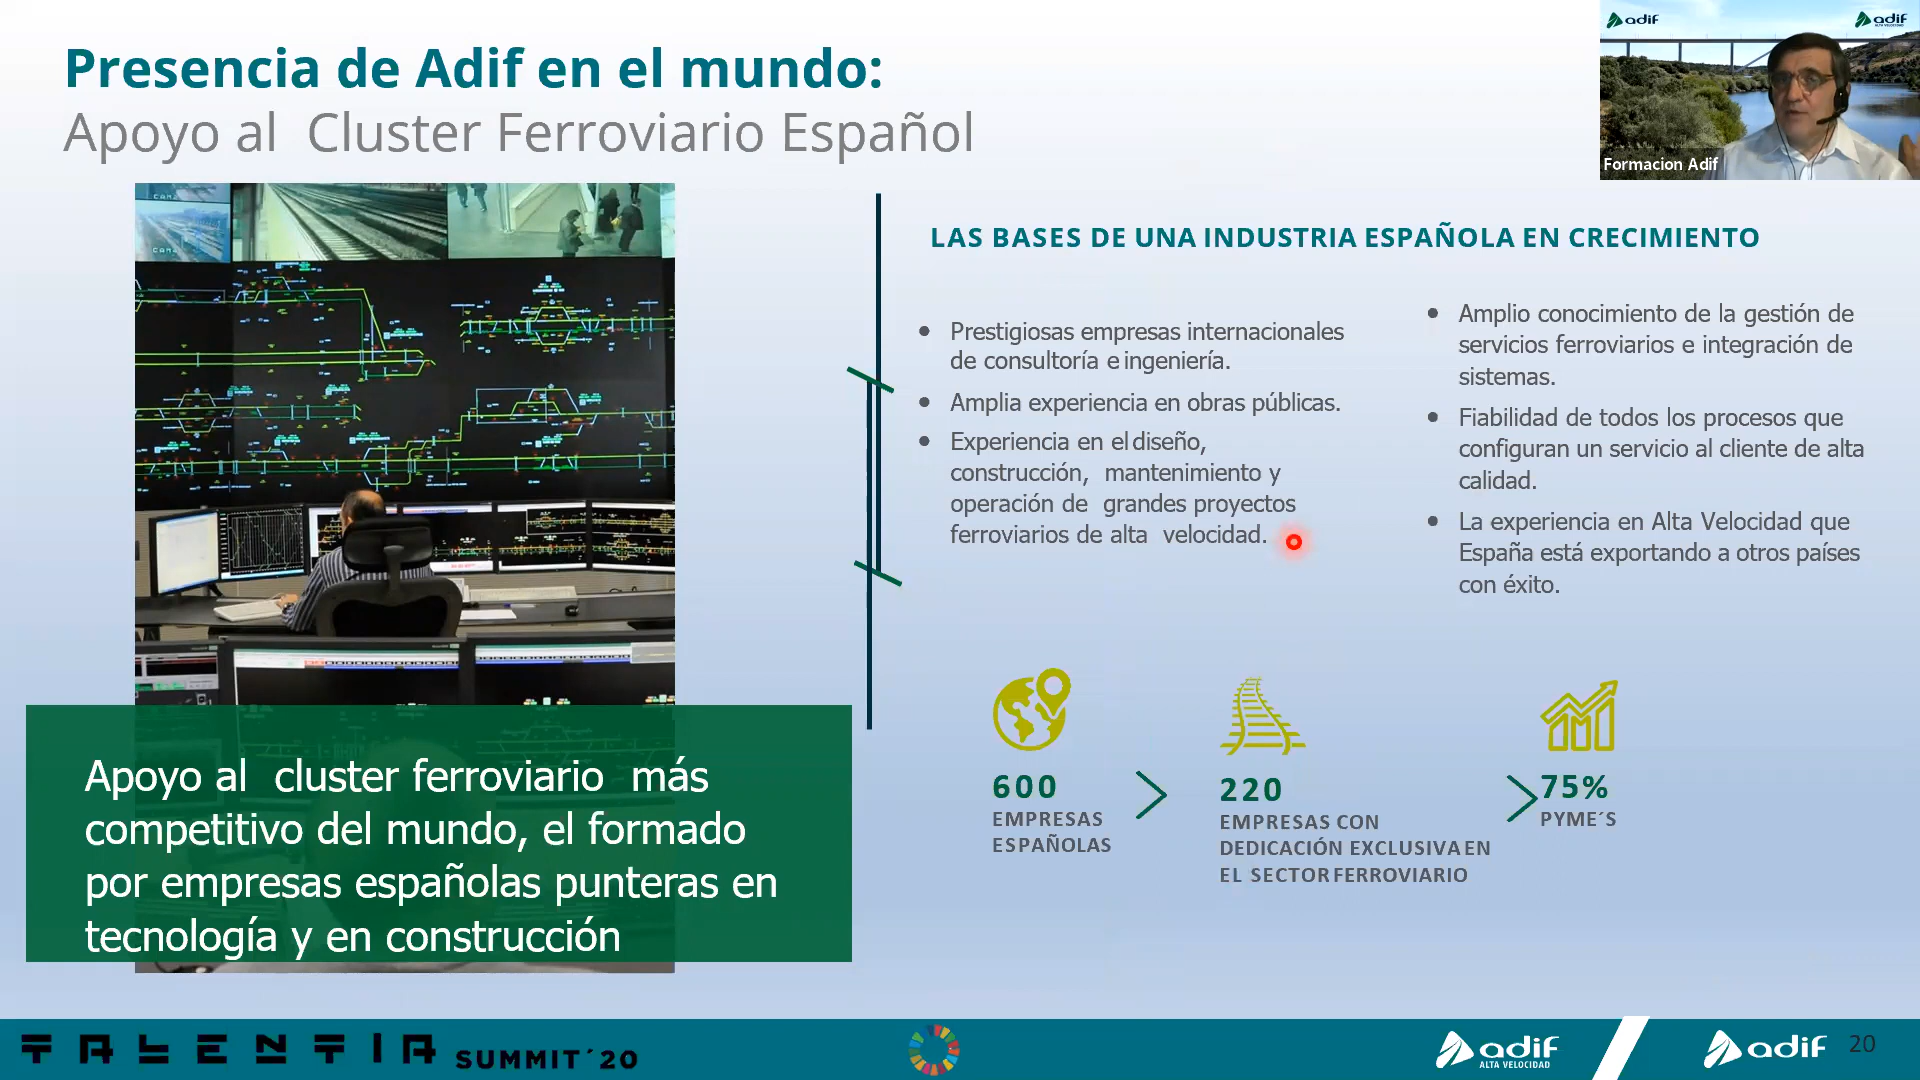 Presencia de Adif en el mundo:
Apoyo al Cluster Ferroviario Español
adif
adif
ALTA VELOCIDAD
Formacion Adif
LAS BASES DE UNA INDUSTRIA ESPAÑOLA EN CRECIMIENTO
• Prestigiosas empresas internacionales
de consultoría e ingeniería.
• Amplia experiencia en obras públicas.
• Experiencia en el diseño,
construcción, mantenimiento y
operación de grandes proyectos
ferroviarios de alta velocidad.
• Amplio conocimiento de la gestión de
servicios ferroviarios e integración de
sistemas.
• Fiabilidad de todos los procesos que
configuran un servicio al cliente de alta
calidad.
• La experiencia en Alta Velocidad que
España está exportando a otros países
con éxito.
600
EMPRESAS
ESPAÑOLAS
220
EMPRESAS CON
DEDICACIÓN EXCLUSIVA EN
EL SECTOR FERROVIARIO
75%
PYME´S
Apoyo al cluster ferroviario más
competitivo del mundo, el formado
por empresas españolas punteras en
tecnología y en construcción
TALENTIA SUMMIT´20
adif
ALTA VELOCIDAD
adif
20